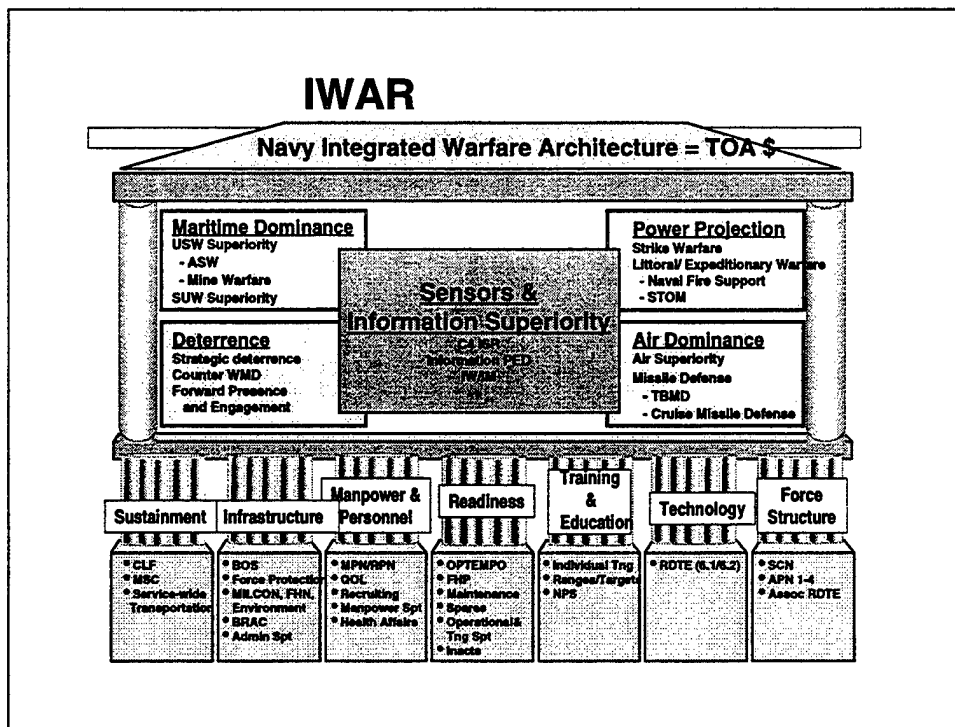 IWAR
Navy Integrated Warfare Architecture = TOA $
Maritime Dominance
USW Superiority
- ASW
- Mine Warfare
SUW Superiority
Power Projection
Strike Warfare
Littoral/ Expeditionary Warfare
- Naval Fire Support
- STOM
Sensors &
Information Superiority
C4 ISR
Information PED
Deterrence
Strategic deterrence
Counter WMD
Forward Presence
and Engagement
Air Dominance
Air Superiority
Missile Defense
- TBMD
- Cruise Missile Defense
Sustainment
Infrastructure
Manpower &
Personnel
Readiness
Training
&
Education
Technology
Force
Structure
• CLF
• MSC
• Service-wide
Transportation
• BOS
• Force Protection
• MILCON, FHN,
Environment
• BRAC
• Admin Spt
• MPN/RPN
• QOL
• Recruiting
• Manpower Spt
• Health Affairs
• OPTEMPO
• FHP
• Maintenance
• Spares
• Operational&
Tng Spt
• Inacts
• Individual Tng
• Ranges/Targets
• NPS
• RDTE (6.1/6.2)
• SCN
• APN 1-4
• Assoc RDTE